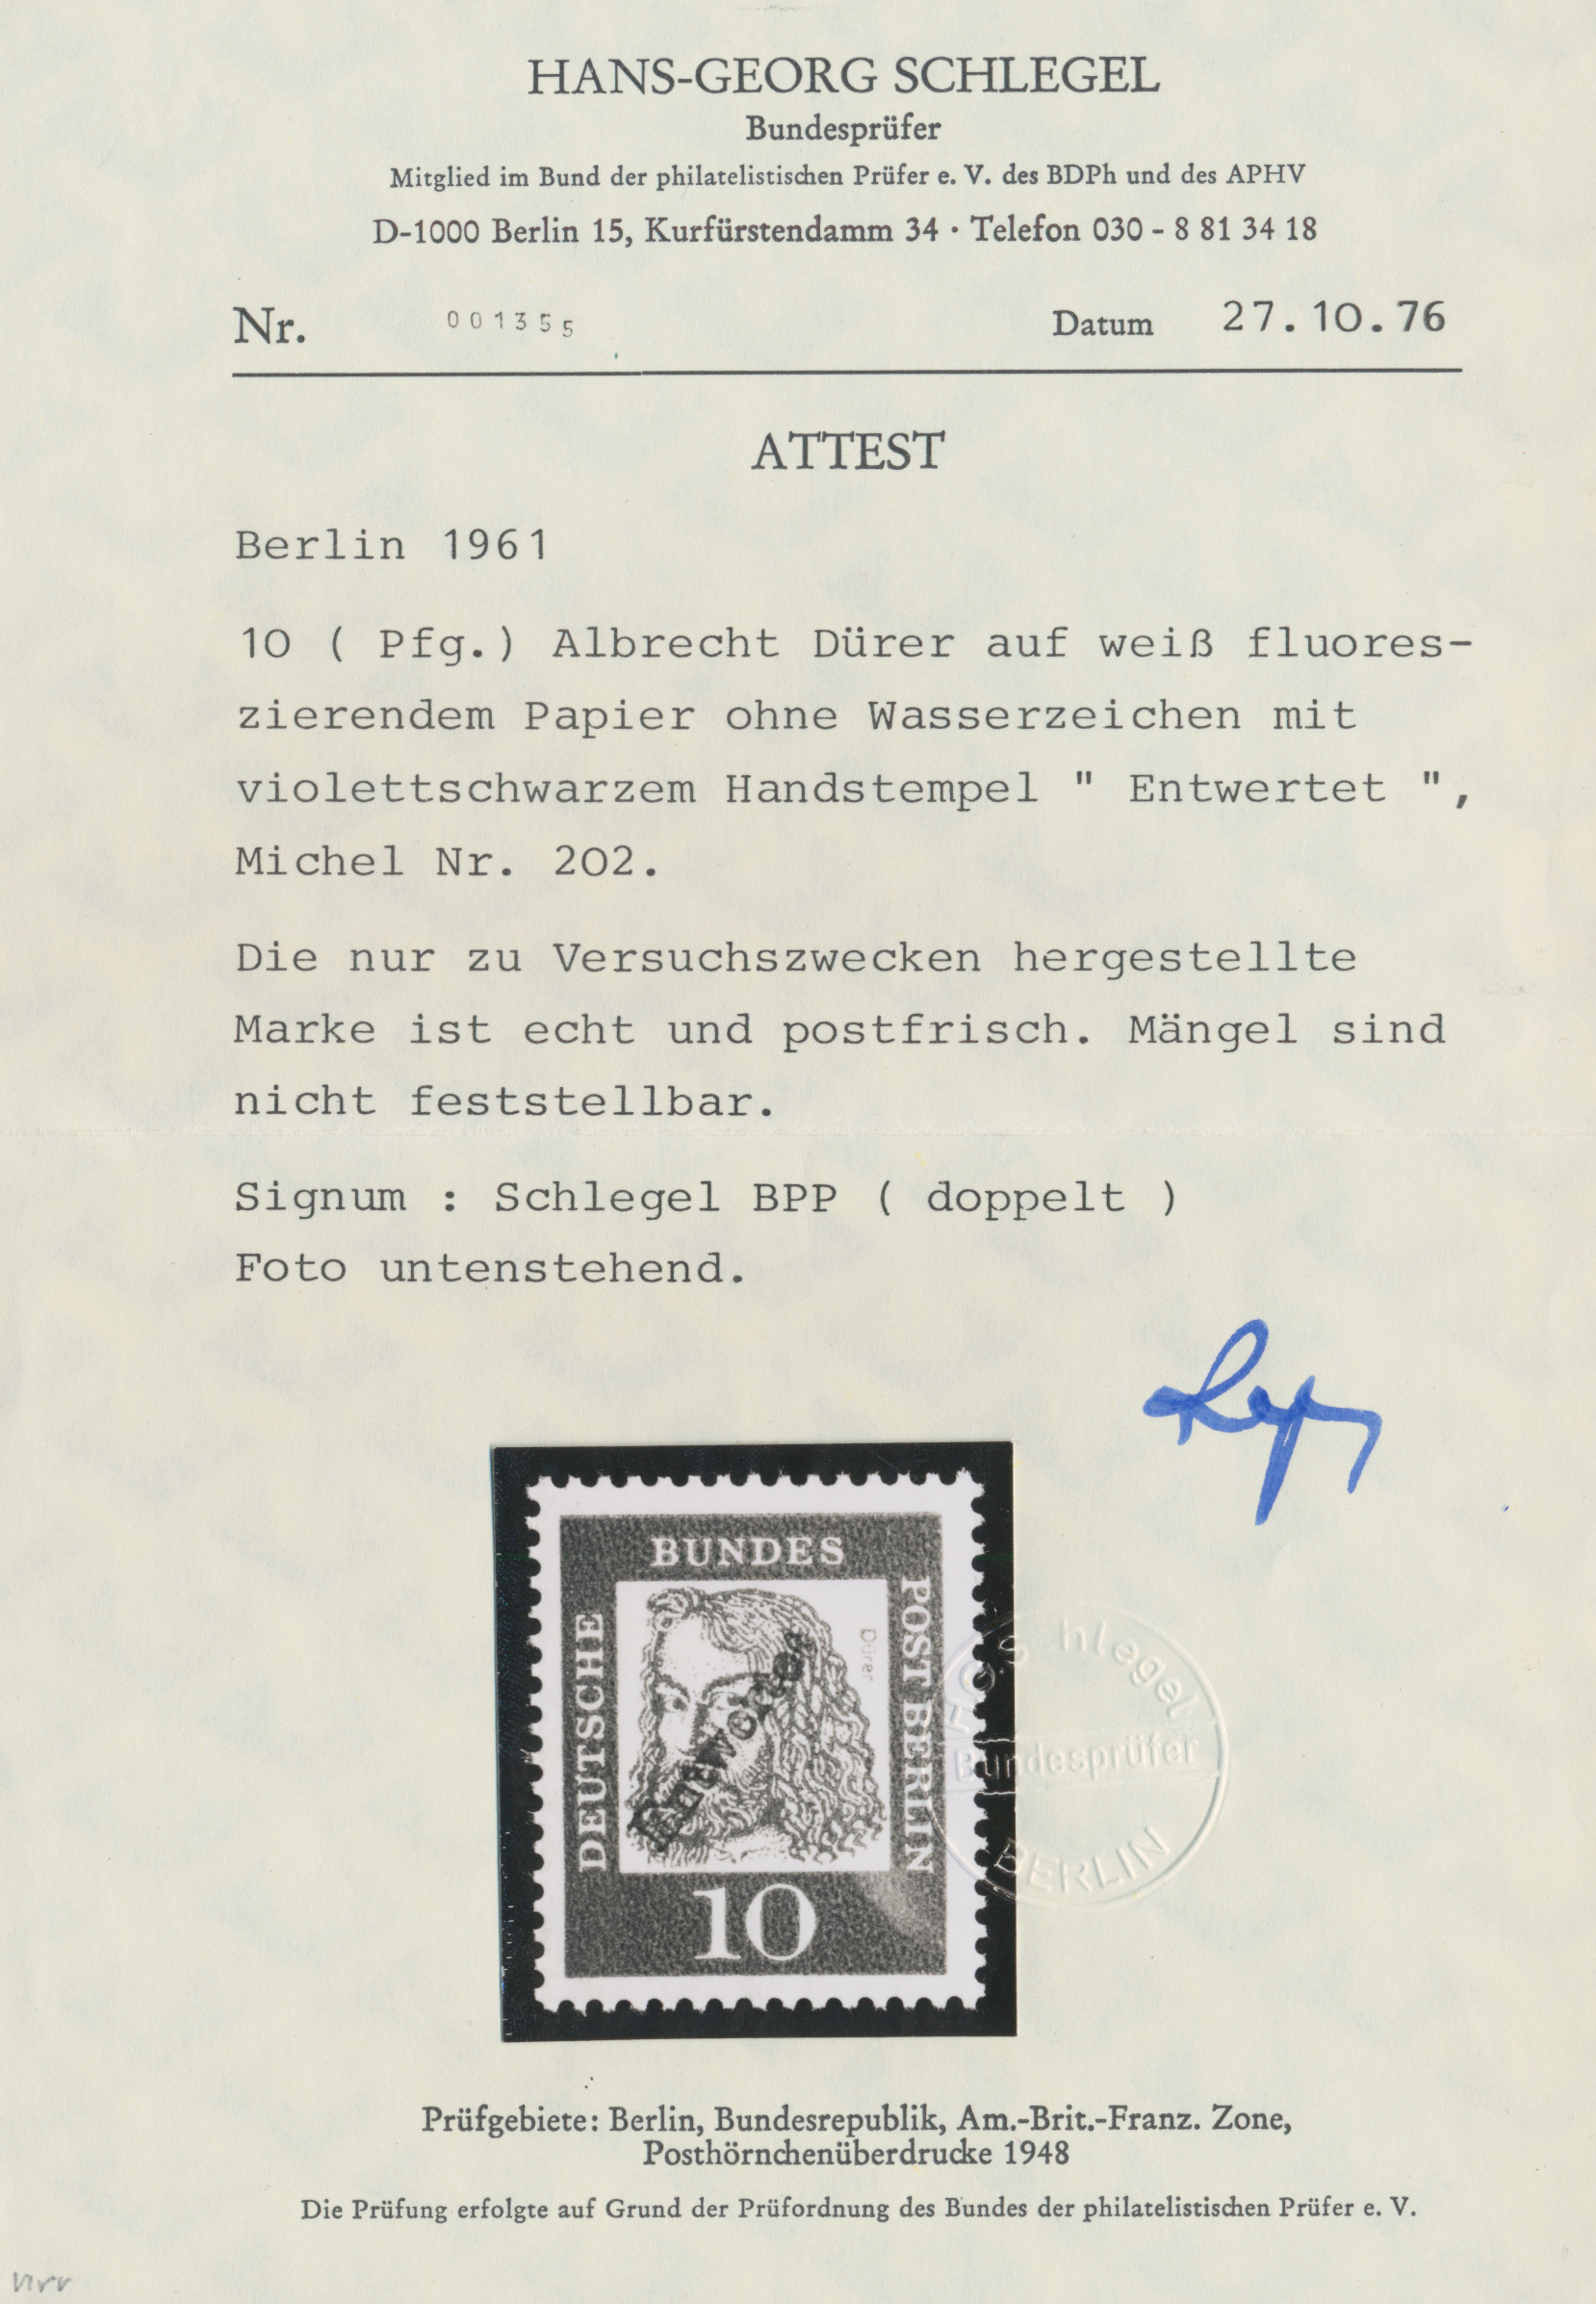 HANS-GEORG SCHLEGEL
Bundesprüfer
Mitglied im Bund der philatelistischen Prüfer e. V. des BDPh und des APHV
D-1000 Berlin 15, Kurfürstendamm 34 · Telefon 030 - 8 81 34 18
Nr. 001355 Datum 27.10.76
ATTEST
Berlin 1961
10 ( Pfg.) Albrecht Dürer auf weiß fluores-
zierendem Papier ohne Wasserzeichen mit
violettschwarzem Handstempel " Entwertet ",
Michel Nr. 202.
Die nur zu Versuchszwecken hergestellte
Marke ist echt und postfrisch. Mängel sind
nicht feststellbar.
Signum : Schlegel BPP ( doppelt )
Foto untenstehend.
DEUTSCHE
BUNDES
POST BERLIN
Dürer
Entwertet
10
Schlegel
Bundesprüfer
BERLIN
Prüfgebiete: Berlin, Bundesrepublik, Am.-Brit.-Franz. Zone,
Posthörnchenüberdrucke 1948
Die Prüfung erfolgte auf Grund der Prüfordnung des Bundes der philatelistischen Prüfer e. V.